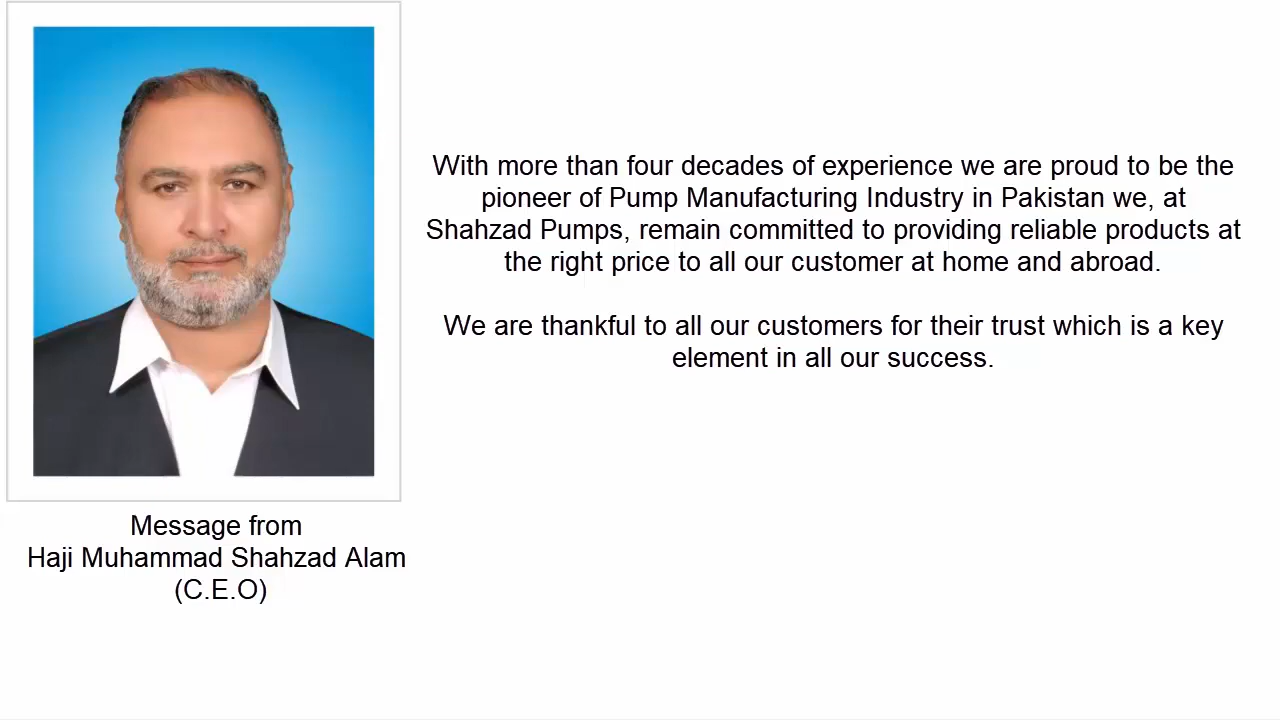 With more than four decades of experience we are proud to be the
pioneer of Pump Manufacturing Industry in Pakistan we, at
Shahzad Pumps, remain committed to providing reliable products at
the right price to all our customer at home and abroad.
We are thankful to all our customers for their trust which is a key
element in all our success.
Message from
Haji Muhammad Shahzad Alam
(C.E.O)